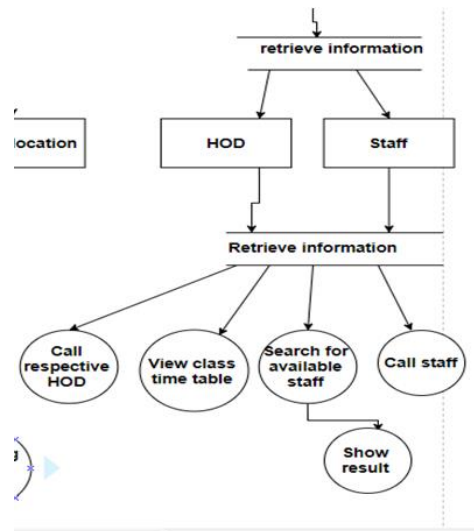 retrieve information
location
HOD
Staff
Retrieve information
Call
respective
HOD
View class
time table
Search for
available
staff
Call staff
Show
result
g